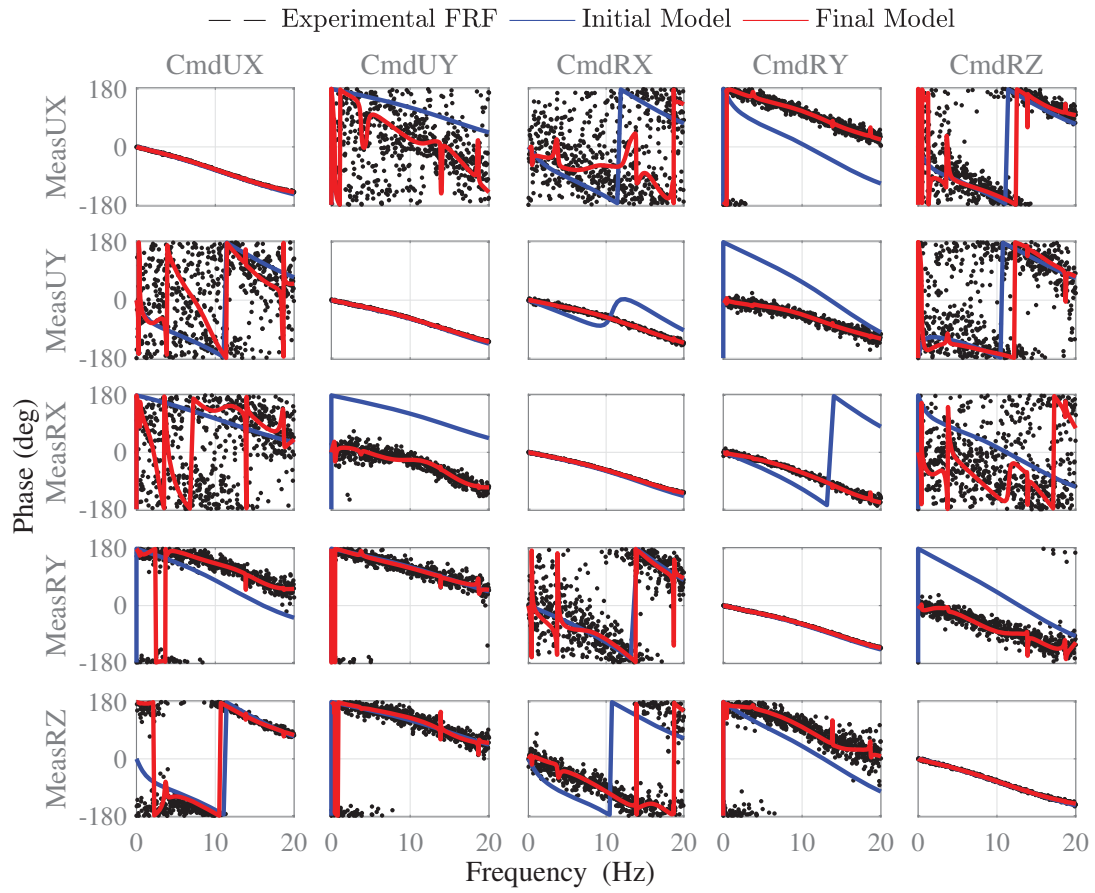 Experimental FRF Initial Model Final Model
CmdUX CmdUY CmdRX CmdRY CmdRZ
MeasUX 180 0 -180
MeasUY 180 0 -180
MeasRX 180 0 -180
MeasRY 180 0 -180
MeasRZ 180 0 -180
Phase (deg)
0 10 20 0 10 20 0 10 20 0 10 20 0 10 20
Frequency (Hz)